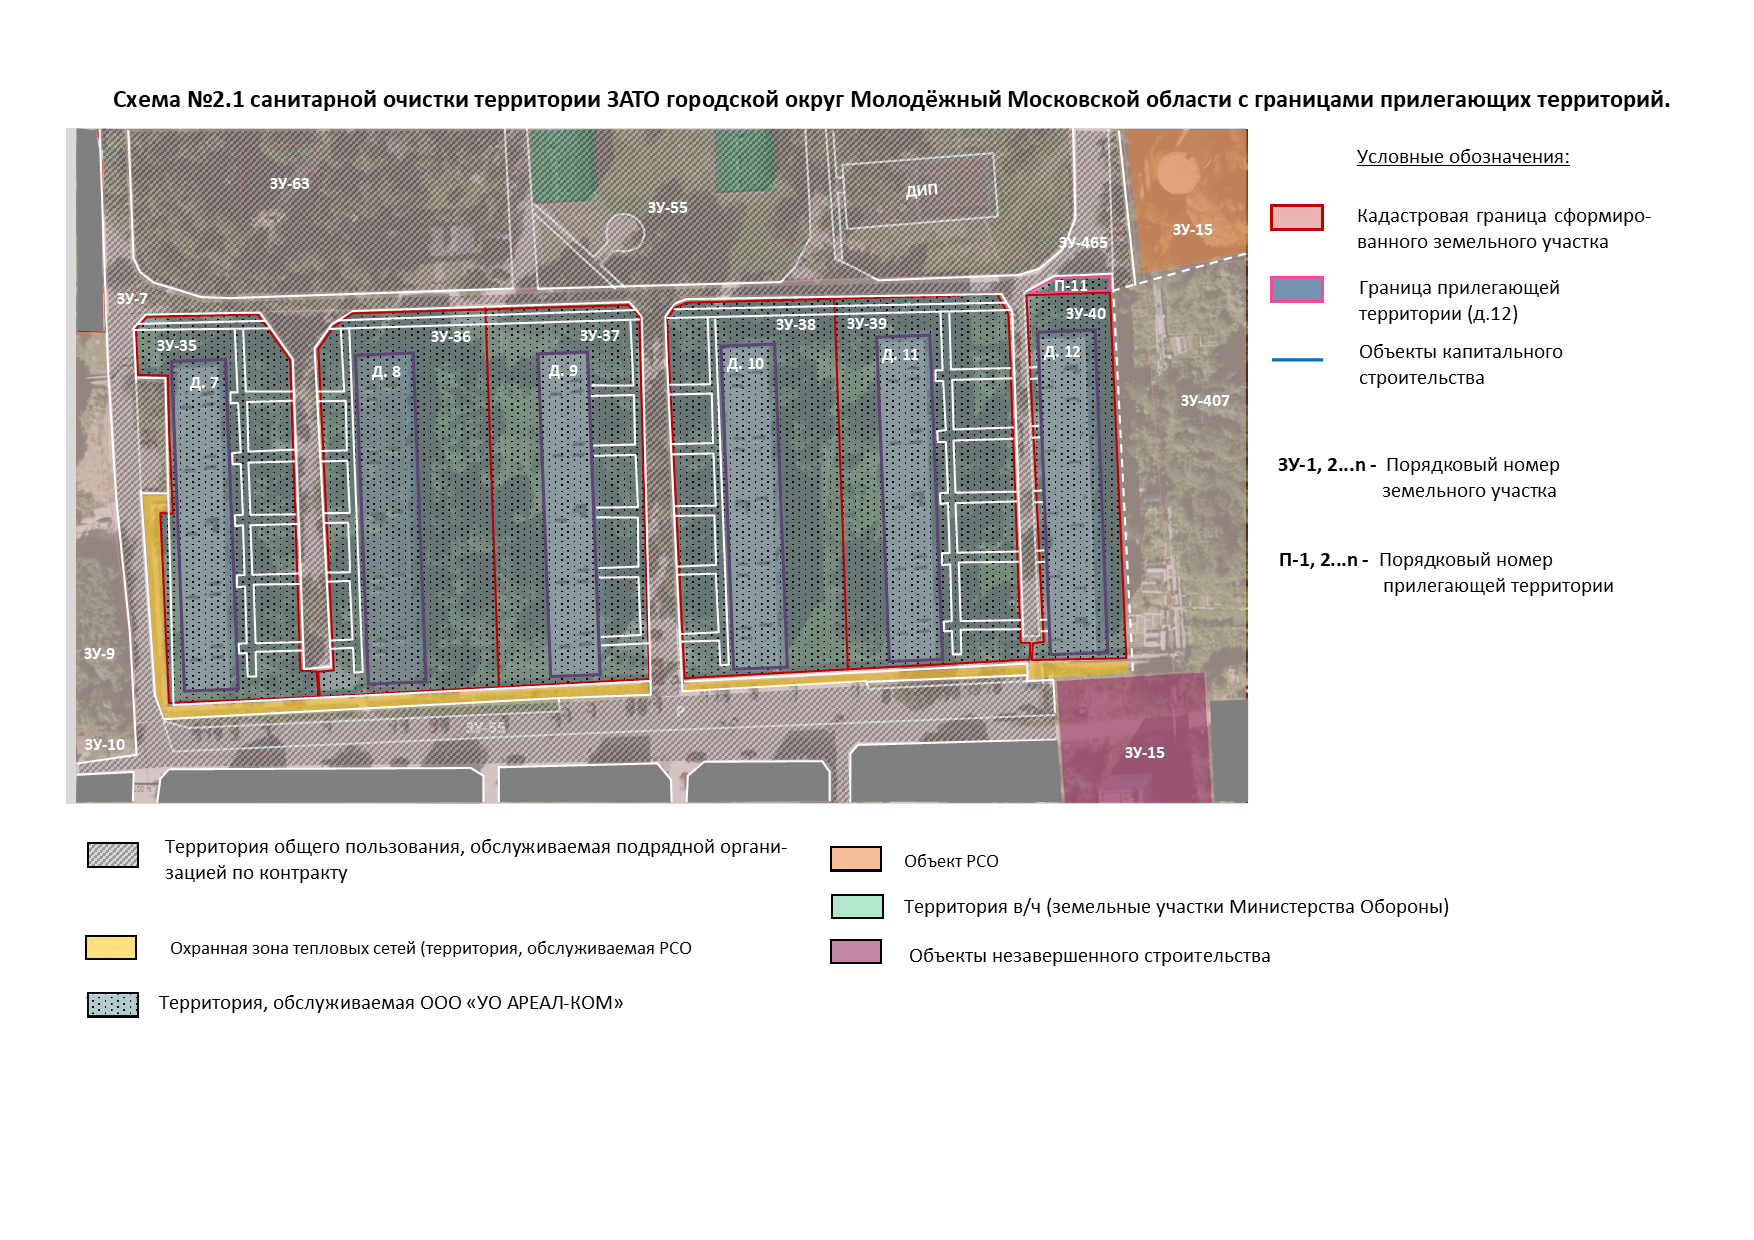 Схема №2.1 санитарной очистки территории ЗАТО городской округ Молодёжный Московской области с границами прилегающих территорий.
ЗУ-63
ЗУ-55
ДИП
ЗУ-465
ЗУ-15
ЗУ-7
П-11
ЗУ-35
ЗУ-36
ЗУ-37
ЗУ-38
ЗУ-39
ЗУ-40
Д. 7
Д. 8
Д. 9
Д. 10
Д. 11
Д. 12
ЗУ-407
ЗУ-9
ЗУ-10
ЗУ-55
Р
ЗУ-15
Условные обозначения:
Кадастровая граница сформиро-
ванного земельного участка
Граница прилегающей
территории (д.12)
Объекты капитального
строительства
ЗУ-1, 2...n - Порядковый номер
земельного участка
П-1, 2...n - Порядковый номер
прилегающей территории
Территория общего пользования, обслуживаемая подрядной органи-
зацией по контракту
Охранная зона тепловых сетей (территория, обслуживаемая РСО
Территория, обслуживаемая ООО «УО АРЕАЛ-КОМ»
Объект РСО
Территория в/ч (земельные участки Министерства Обороны)
Объекты незавершенного строительства